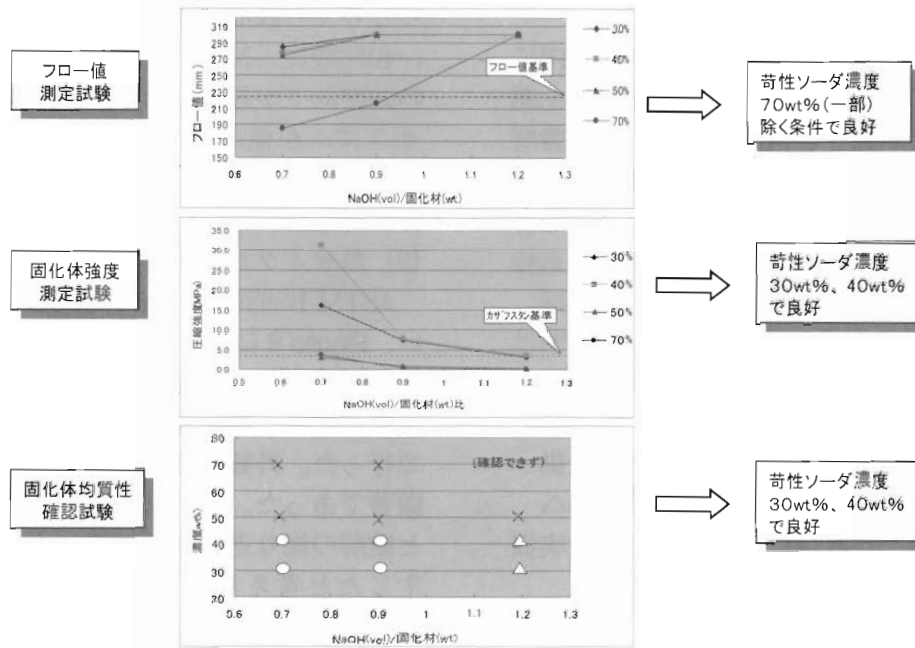 フロー値
測定試験
310
290
270
250
230
210
190
170
150
フロー値(mm)
0.6 0.7 0.8 0.9 1 1.1 1.2 1.3
NaOH(vol)/固化材(wt)
フロー値基準
30%
40%
50%
70%
苛性ソーダ濃度
70wt%(一部)
除く条件で良好
固化体強度
測定試験
35.0
30.0
25.0
20.0
15.0
10.0
5.0
0.0
圧縮強度(MPa)
0.5 0.6 0.7 0.8 0.9 1 1.1 1.2 1.3
NaOH(vol)/固化材(wt)比
カザフスタン基準
30%
40%
50%
70%
苛性ソーダ濃度
30wt%、40wt%
で良好
固化体均質性
確認試験
80
70
60
50
40
30
20
濃度(wt%)
(確認できず)
0.6 0.7 0.8 0.9 1 1.1 1.2 1.3
NaOH(vol)/固化材(wt)
苛性ソーダ濃度
30wt%、40wt%
で良好